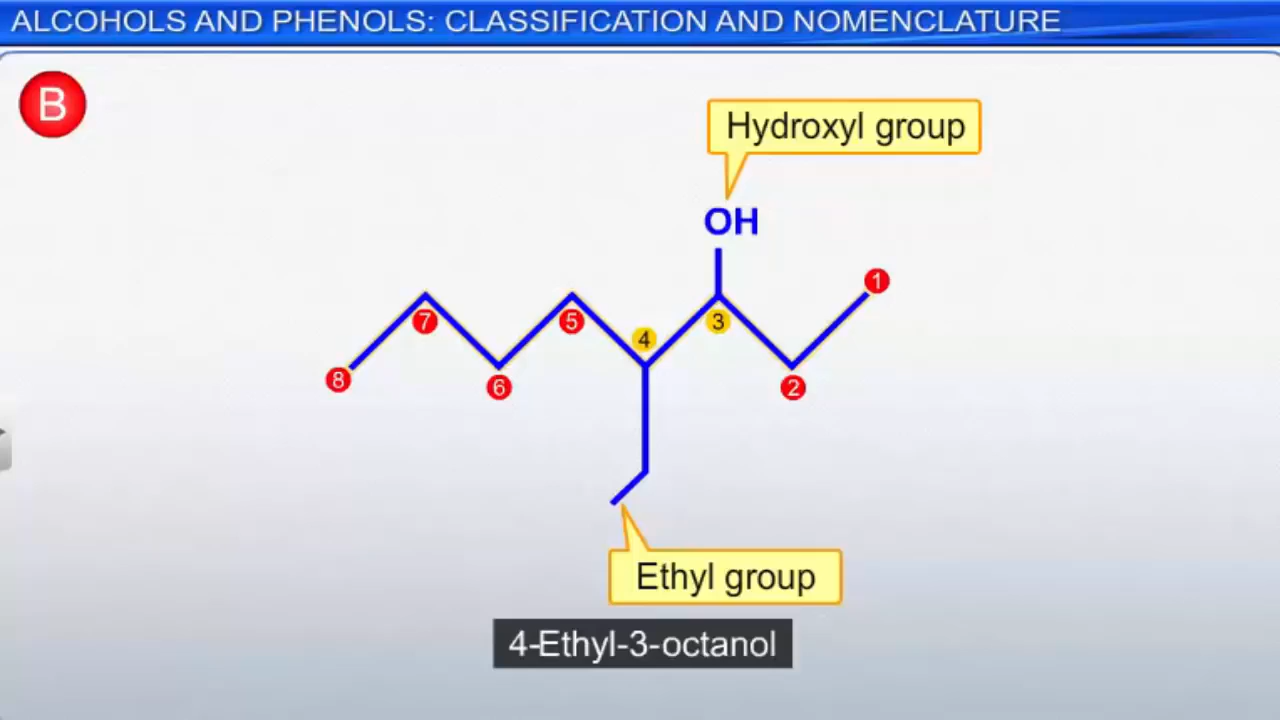 ALCOHOLS AND PHENOLS: CLASSIFICATION AND NOMENCLATURE
B
Hydroxyl group
OH
1
7
5
4
3
8
6
2
Ethyl group
4-Ethyl-3-octanol